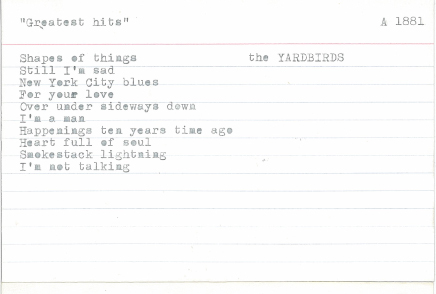 "Greatest hits" A 1881
Shapes of things the YARDBIRDS
Still I'm sad
New York City blues
For your love
Over under sideways down
I'm a man
Happenings ten years time ago
Heart full of soul
Smokestack lightning
I'm not talking